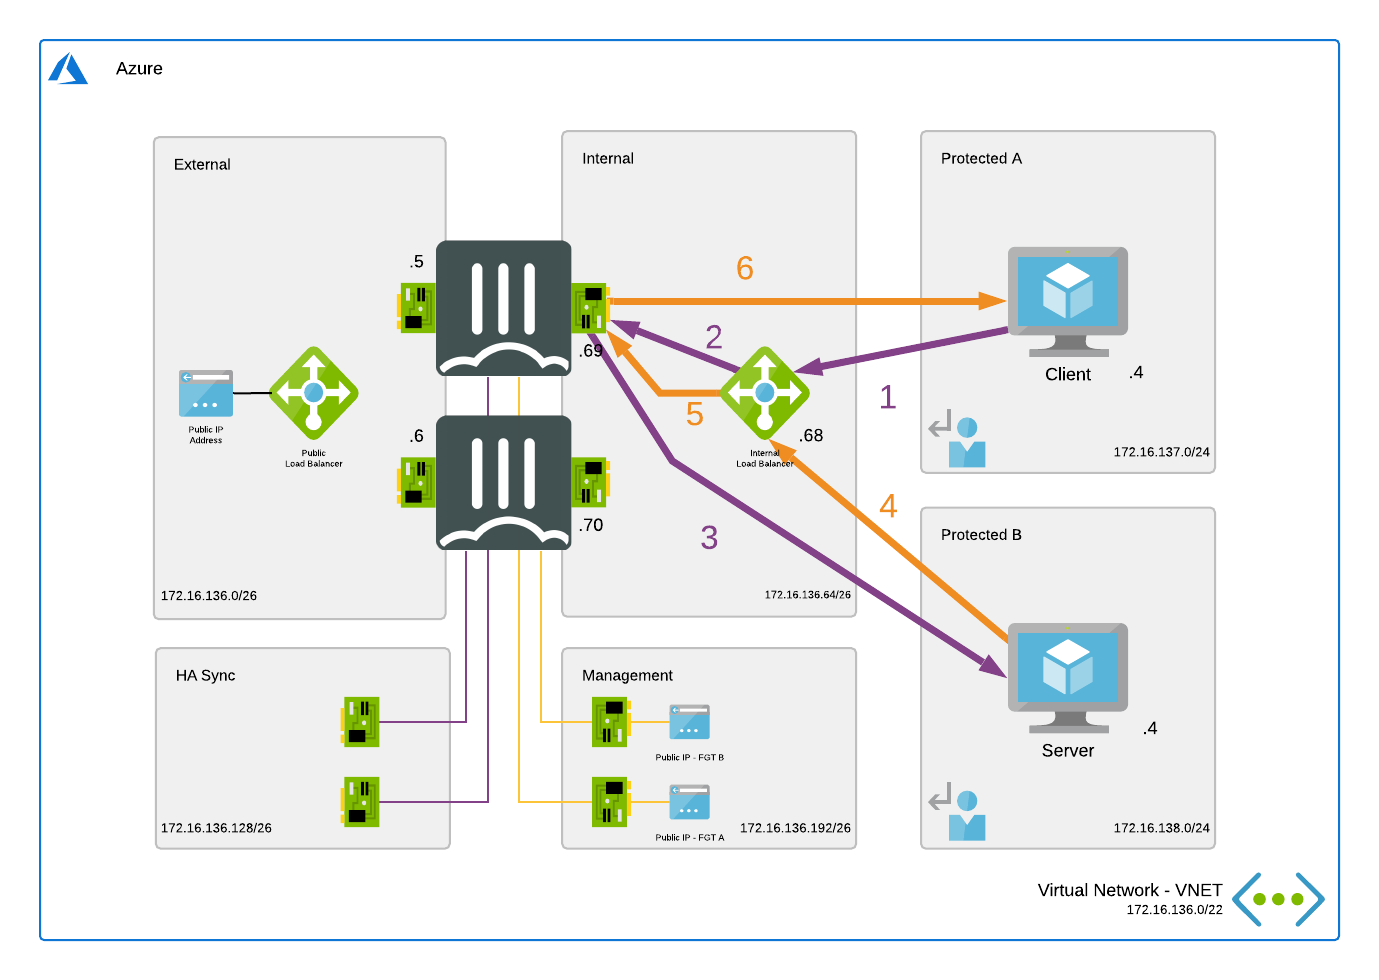 Azure
External
.5
.6
Public IP
Address
Public
Load Balancer
172.16.136.0/26
Internal
6
2
.69
5
.68
Internal
Load Balancer
.70
3
172.16.136.64/26
Protected A
Client
.4
1
172.16.137.0/24
4
Protected B
Server
.4
172.16.138.0/24
HA Sync
172.16.136.128/26
Management
Public IP - FGT B
Public IP - FGT A
172.16.136.192/26
Virtual Network - VNET
172.16.136.0/22